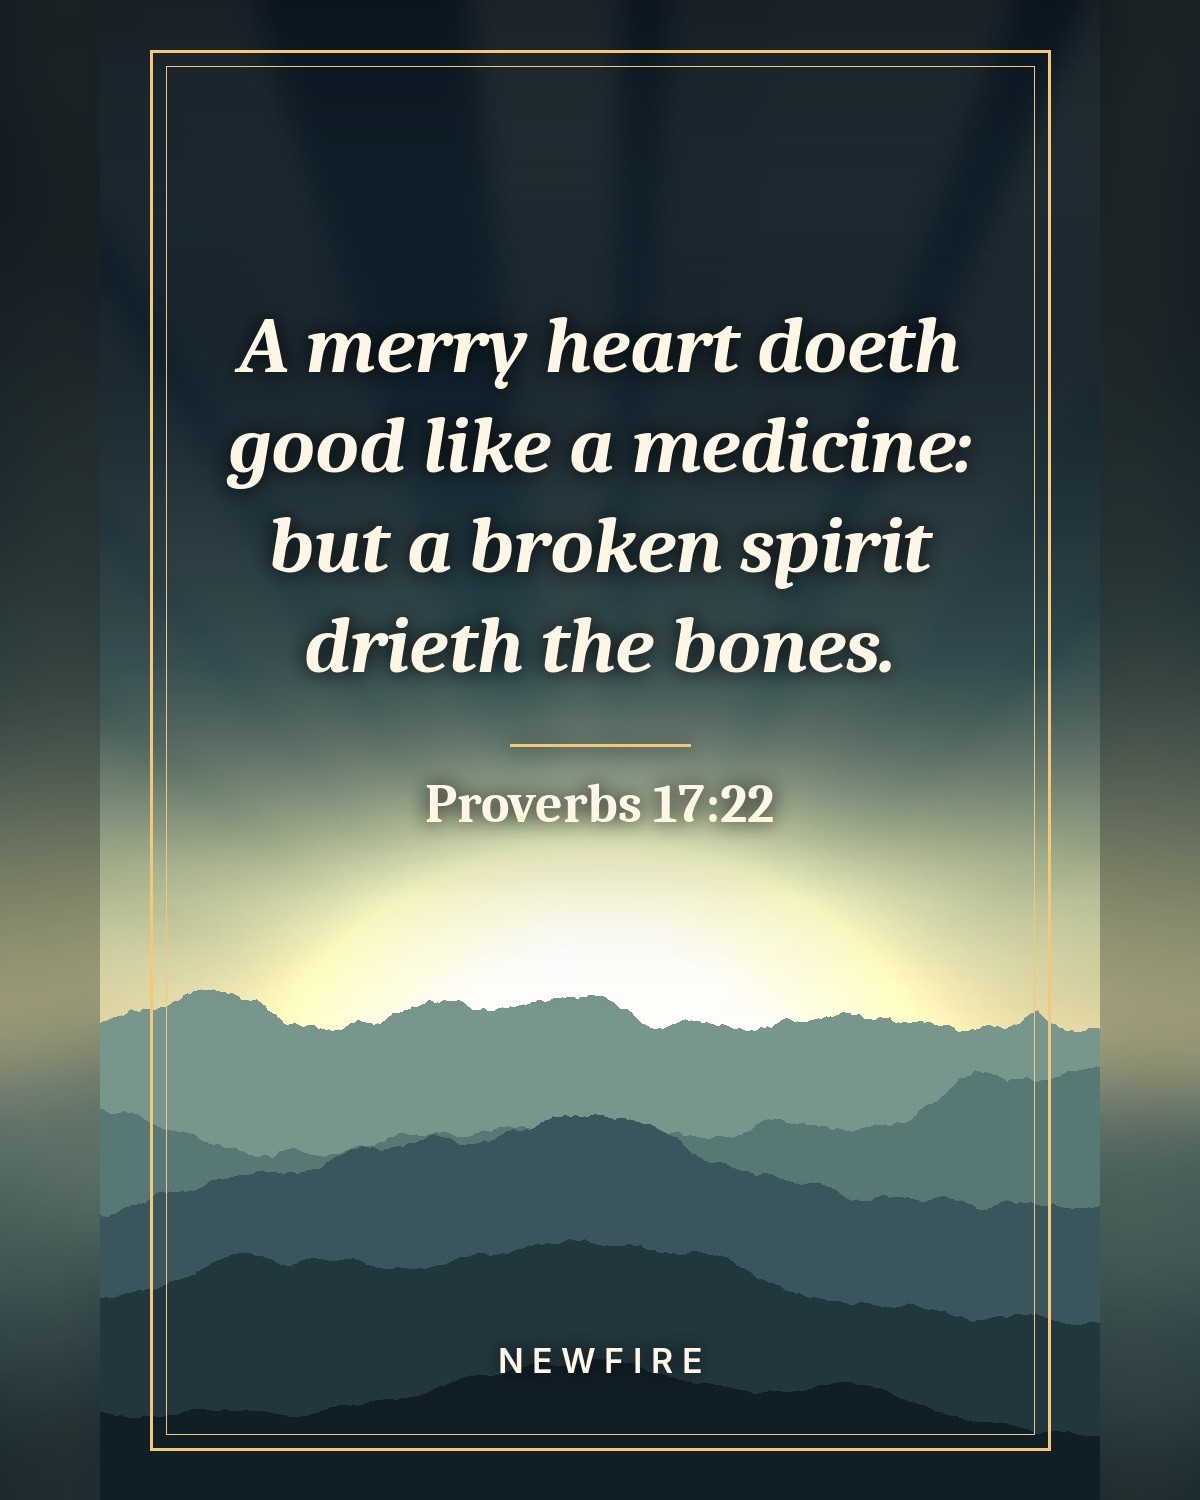 A merry heart doeth
good like a medicine:
but a broken spirit
drieth the bones.
Proverbs 17:22
NEWFIRE